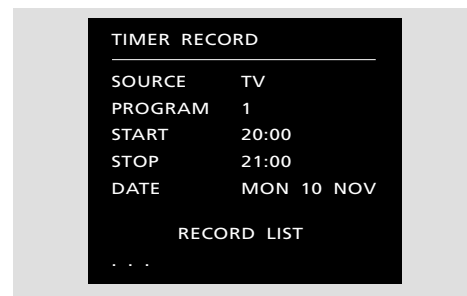 TIMER RECORD
SOURCE TV
PROGRAM 1
START 20:00
STOP 21:00
DATE MON 10 NOV
RECORD LIST
. . .